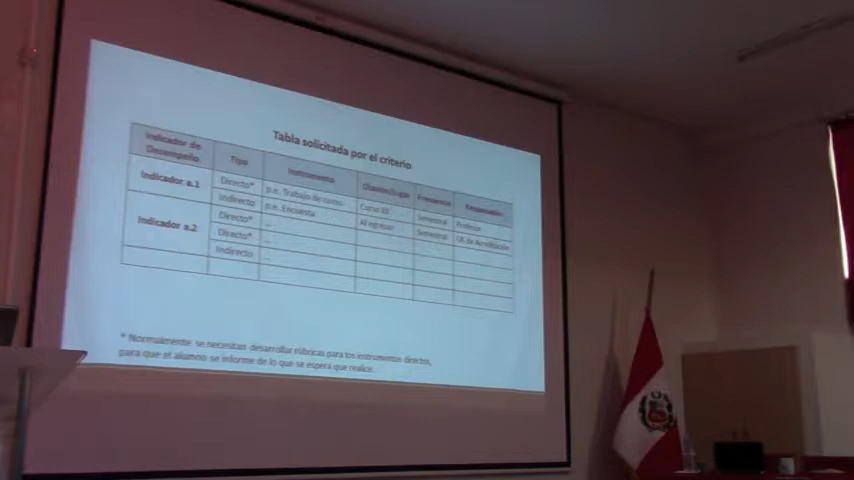 Tabla solicitada por el criterio
Indicador de Desempeño Tipo Instrumento Cuándo/Lugar Frecuencia Responsable
Indicador a.1 Directo* p.e. Trabajo de curso Curso XX Semestral Profesor
Indirecto p.e. Encuesta Al egresar Semestral Of. de Acreditación
Indicador a.2 Directo* ...
Directo* ...
Indirecto ...
* Normalmente se necesitan desarrollar rúbricas para los instrumentos directos,
para que el alumno se informe de lo que se espera que realice.